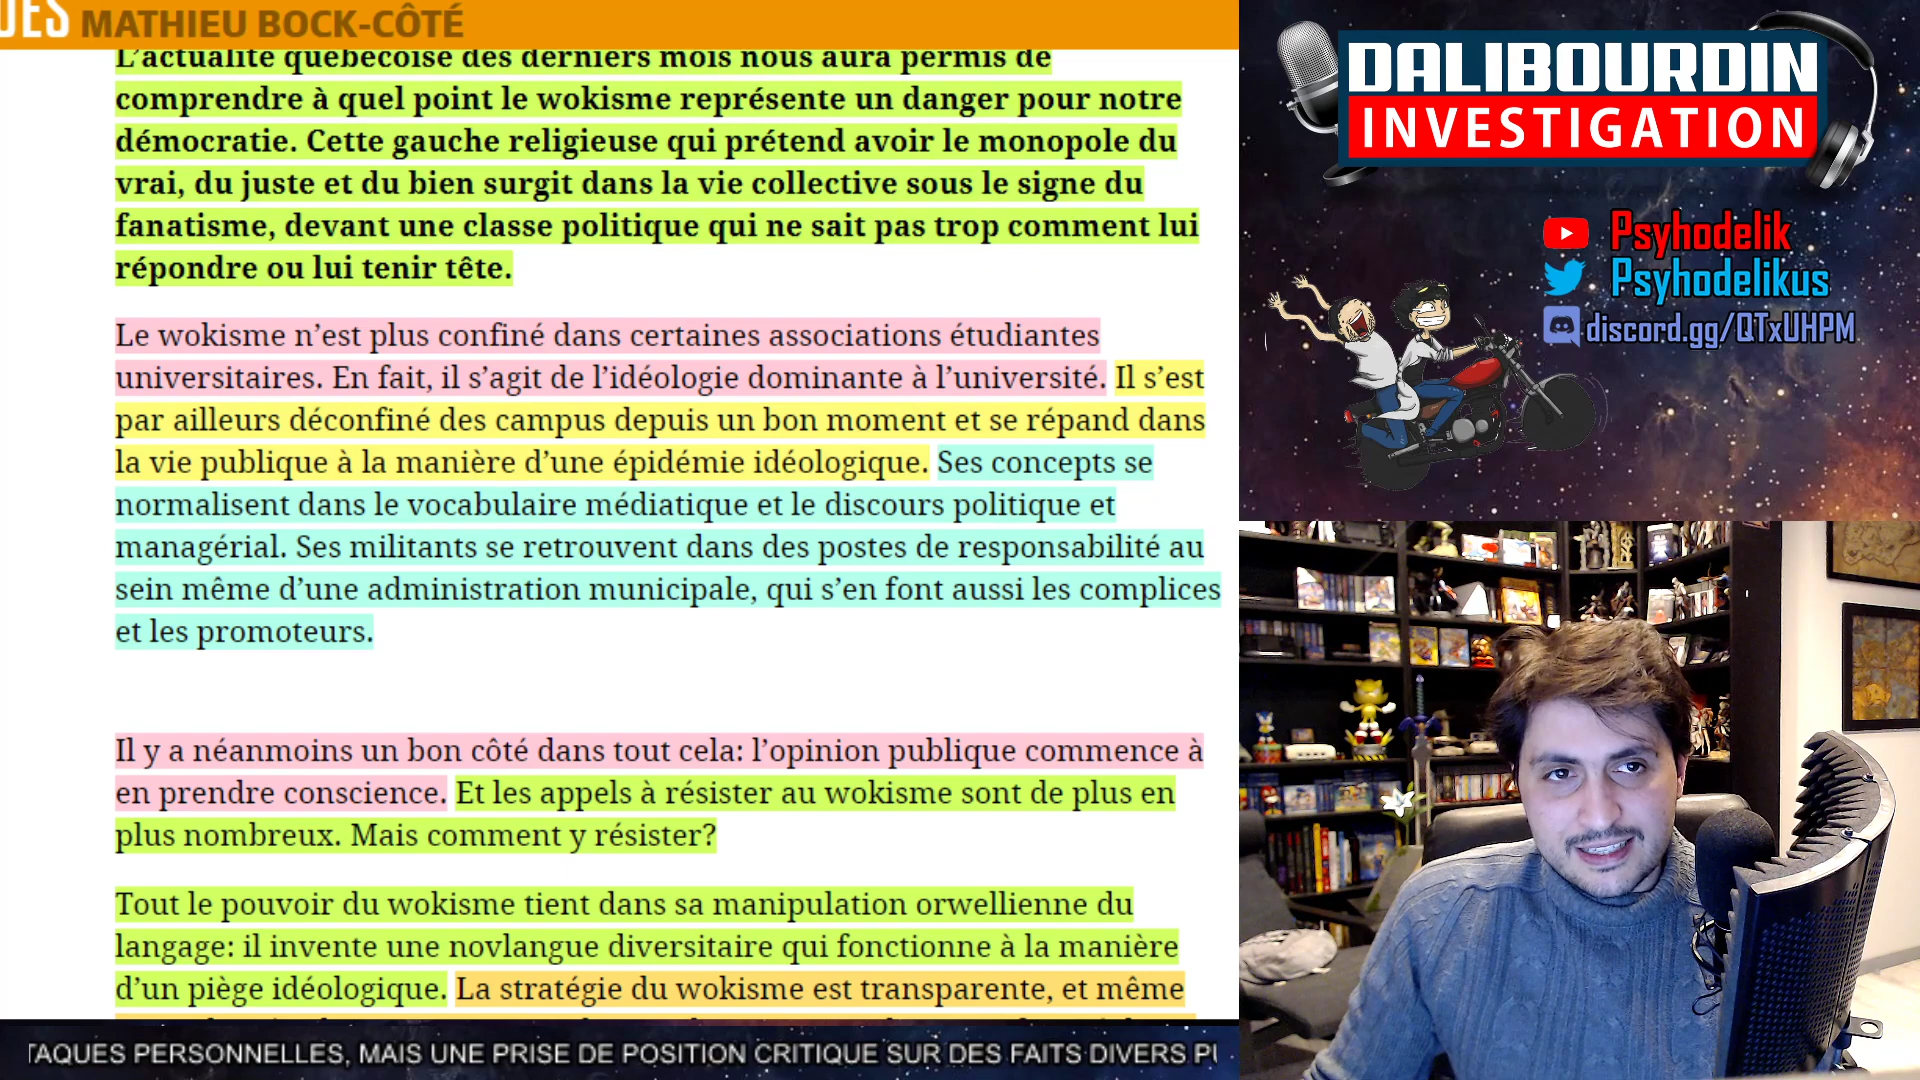 DES MATHIEU BOCK-CÔTÉ
L'actualité québécoise des derniers mois nous aura permis de
comprendre à quel point le wokisme représente un danger pour notre
démocratie. Cette gauche religieuse qui prétend avoir le monopole du
vrai, du juste et du bien surgit dans la vie collective sous le signe du
fanatisme, devant une classe politique qui ne sait pas trop comment lui
répondre ou lui tenir tête.
Le wokisme n'est plus confiné dans certaines associations étudiantes
universitaires. En fait, il s'agit de l'idéologie dominante à l'université. Il s'est
par ailleurs déconfiné des campus depuis un bon moment et se répand dans
la vie publique à la manière d'une épidémie idéologique. Ses concepts se
normalisent dans le vocabulaire médiatique et le discours politique et
managérial. Ses militants se retrouvent dans des postes de responsabilité au
sein même d'une administration municipale, qui s'en font aussi les complices
et les promoteurs.
Il y a néanmoins un bon côté dans tout cela: l'opinion publique commence à
en prendre conscience. Et les appels à résister au wokisme sont de plus en
plus nombreux. Mais comment y résister?
Tout le pouvoir du wokisme tient dans sa manipulation orwellienne du
langage: il invente une novlangue diversitaire qui fonctionne à la manière
d'un piège idéologique. La stratégie du wokisme est transparente, et même
TAQUES PERSONNELLES, MAIS UNE PRISE DE POSITION CRITIQUE SUR DES FAITS DIVERS PU
DALIBOURDIN
INVESTIGATION
Psyhodelik
Psyhodelikus
discord.gg/QTxUHPM